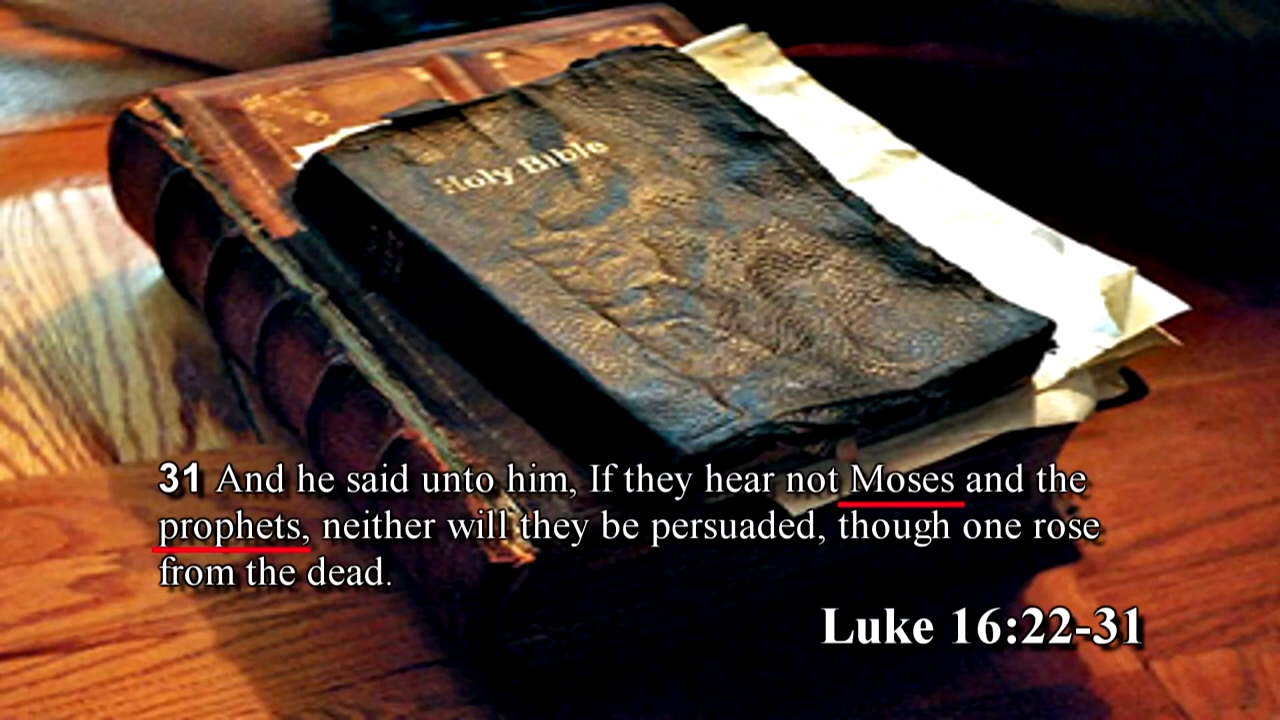 Holy Bible
31 And he said unto him, If they hear not Moses and the
prophets, neither will they be persuaded, though one rose
from the dead.
Luke 16:22-31